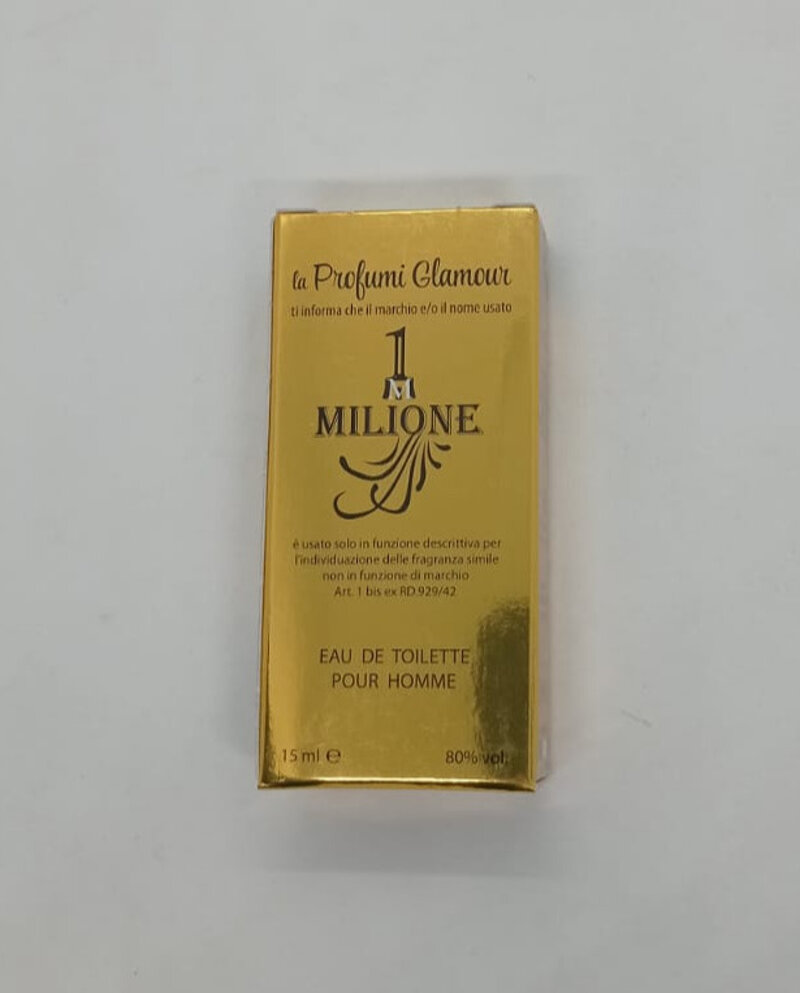 la Profumi Glamour
ti informa che il marchio e/o il nome usato
1
M
MILIONE
è usato solo in funzione descrittiva per
l'individuazione delle fragranza simile
non in funzione di marchio
Art. 1 bis ex RD 929/42
EAU DE TOILETTE
POUR HOMME
15 ml ℮ 80% vol.